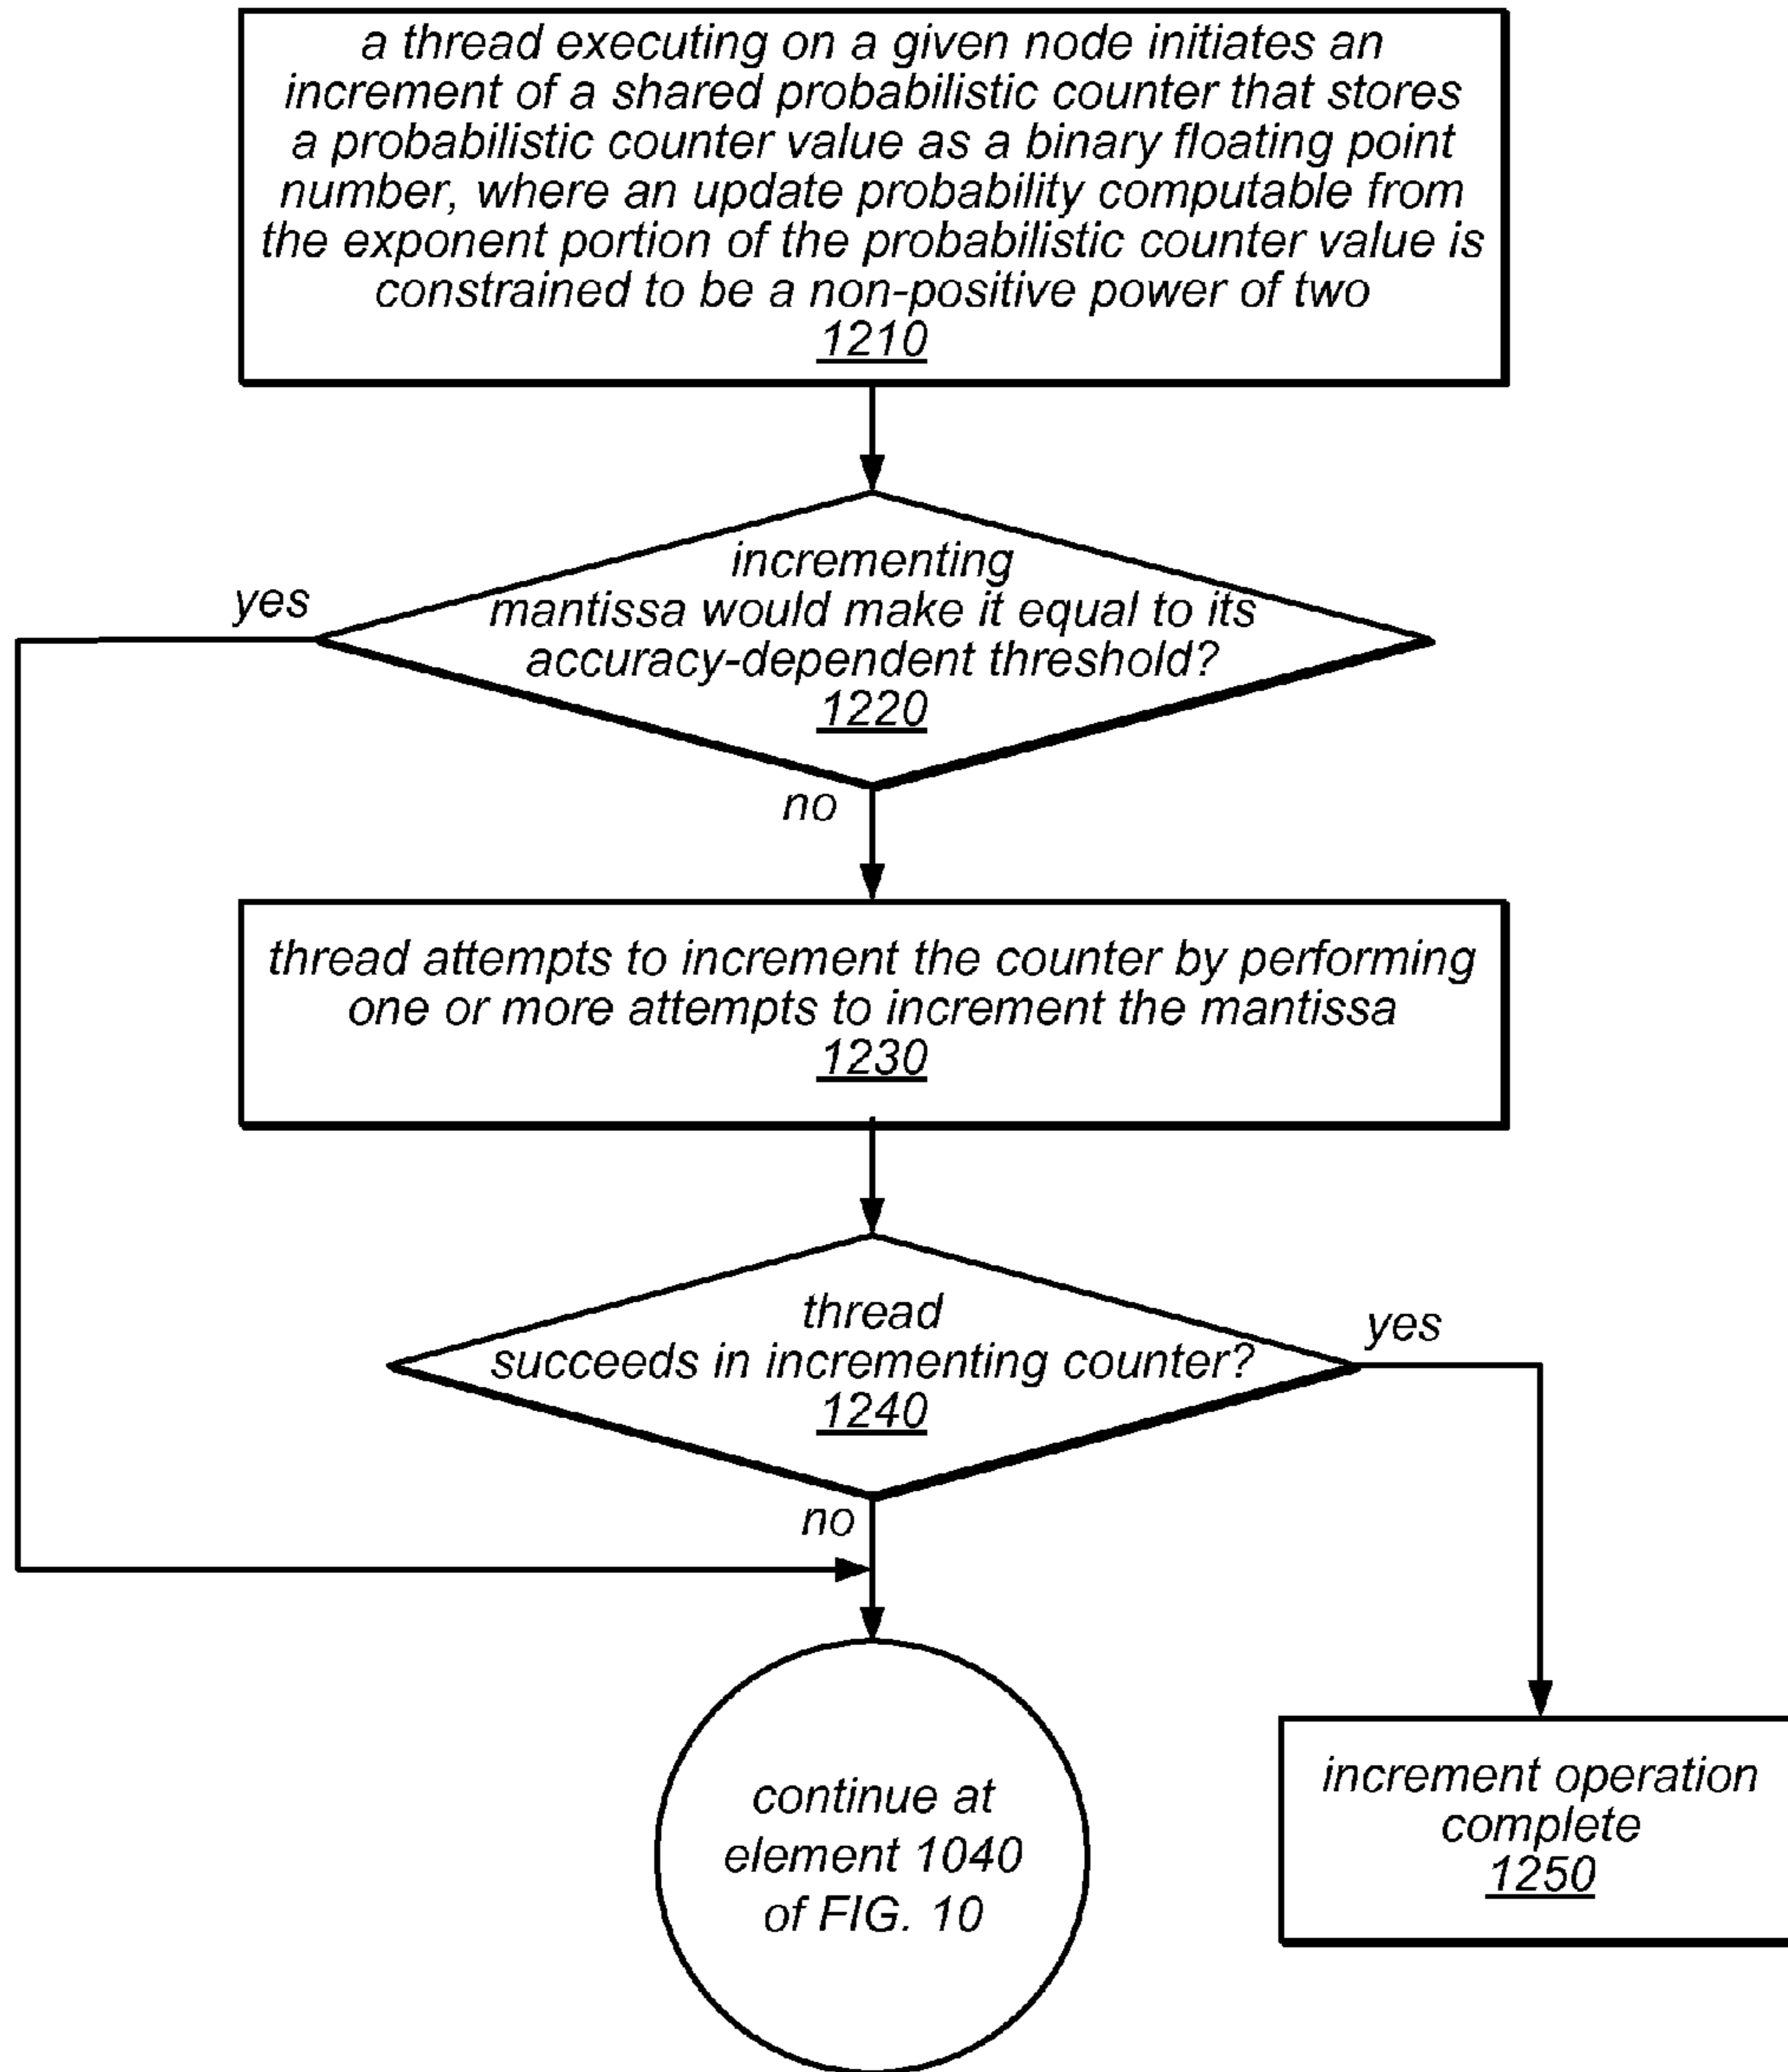 a thread executing on a given node initiates an
increment of a shared probabilistic counter that stores
a probabilistic counter value as a binary floating point
number, where an update probability computable from
the exponent portion of the probabilistic counter value is
constrained to be a non-positive power of two
1210
incrementing
mantissa would make it equal to its
accuracy-dependent threshold?
1220
yes
no
thread attempts to increment the counter by performing
one or more attempts to increment the mantissa
1230
thread
succeeds in incrementing counter?
1240
yes
no
continue at
element 1040
of FIG. 10
increment operation
complete
1250